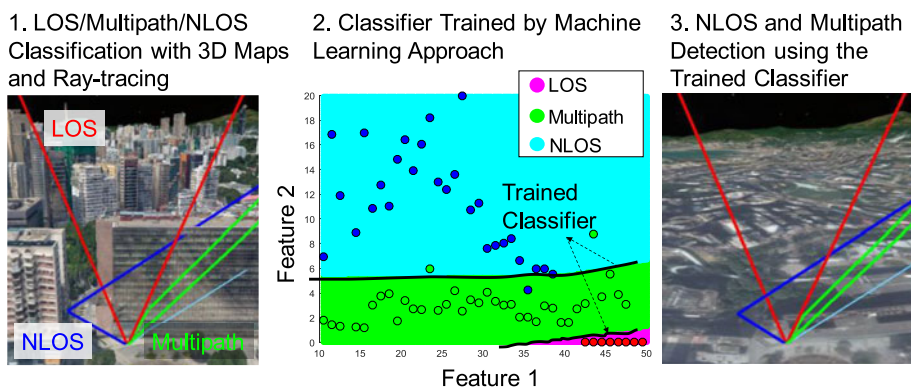 1. LOS/Multipath/NLOS
Classification with 3D Maps
and Ray-tracing
LOS
NLOS
Multipath
2. Classifier Trained by Machine
Learning Approach
LOS
Multipath
NLOS
Trained
Classifier
Feature 2
20
18
16
14
12
10
8
6
4
2
0
10
15
20
25
30
35
40
45
50
Feature 1
3. NLOS and Multipath
Detection using the
Trained Classifier